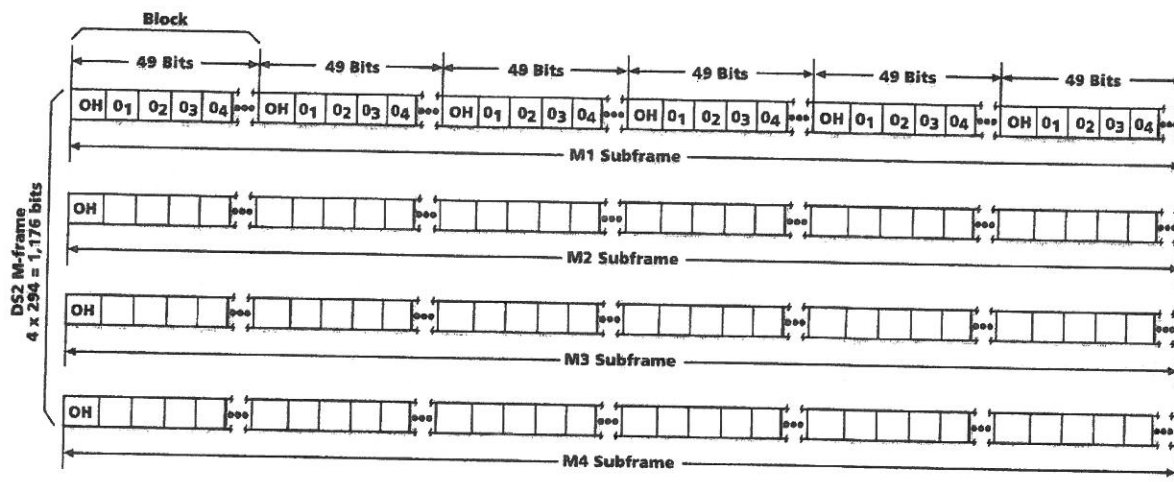 Block
49 Bits 49 Bits 49 Bits 49 Bits 49 Bits 49 Bits
OH 0₁ 0₂ 0₃ 0₄ ••• OH 0₁ 0₂ 0₃ 0₄ ••• OH 0₁ 0₂ 0₃ 0₄ ••• OH 0₁ 0₂ 0₃ 0₄ ••• OH 0₁ 0₂ 0₃ 0₄ ••• OH 0₁ 0₂ 0₃ 0₄ •••
M1 Subframe
DS2 M-frame
4 x 294 = 1,176 bits
OH
M2 Subframe
OH
M3 Subframe
OH
M4 Subframe